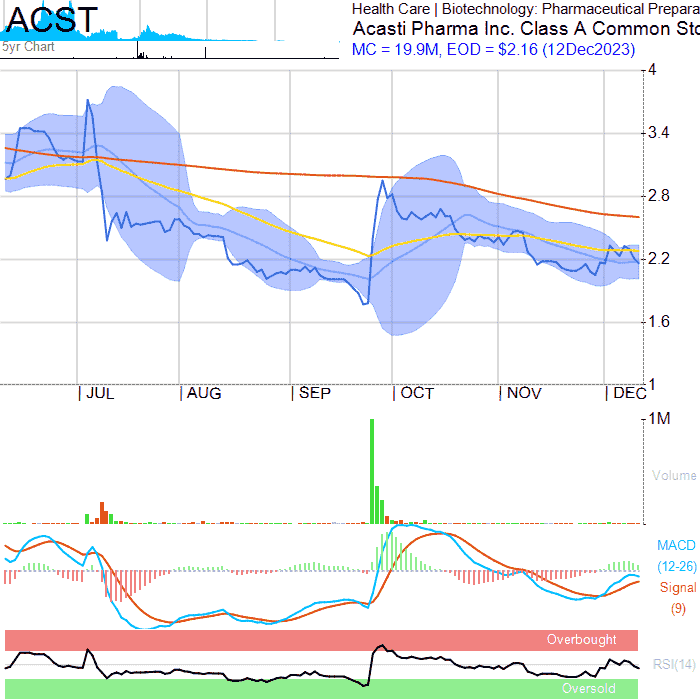 ACST
Health Care | Biotechnology: Pharmaceutical Prepara
Acasti Pharma Inc. Class A Common Sto
MC = 19.9M, EOD = $2.16 (12Dec2023)
5yr Chart
4
3.4
2.8
2.2
1.6
1
| JUL | AUG | SEP | OCT | NOV | DEC
1M
Volume
MACD
(12-26)
Signal
(9)
Overbought
RSI(14)
Oversold